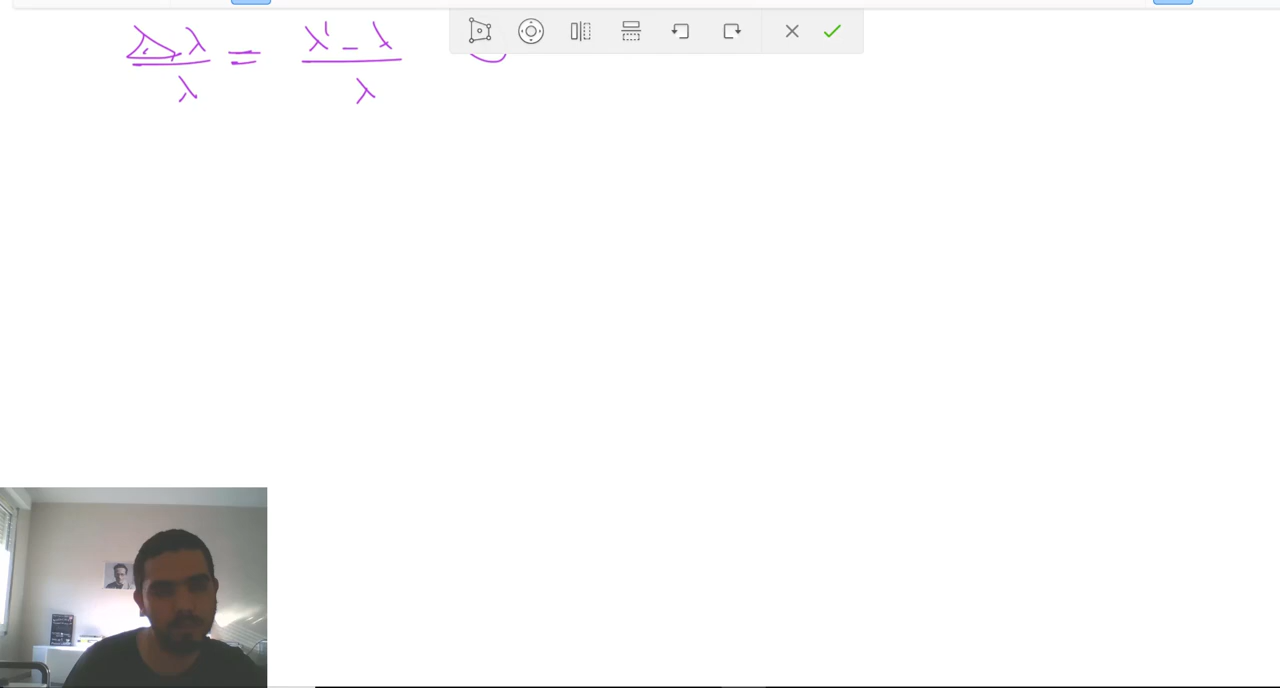 Δλ/λ = λ' - λ/λ